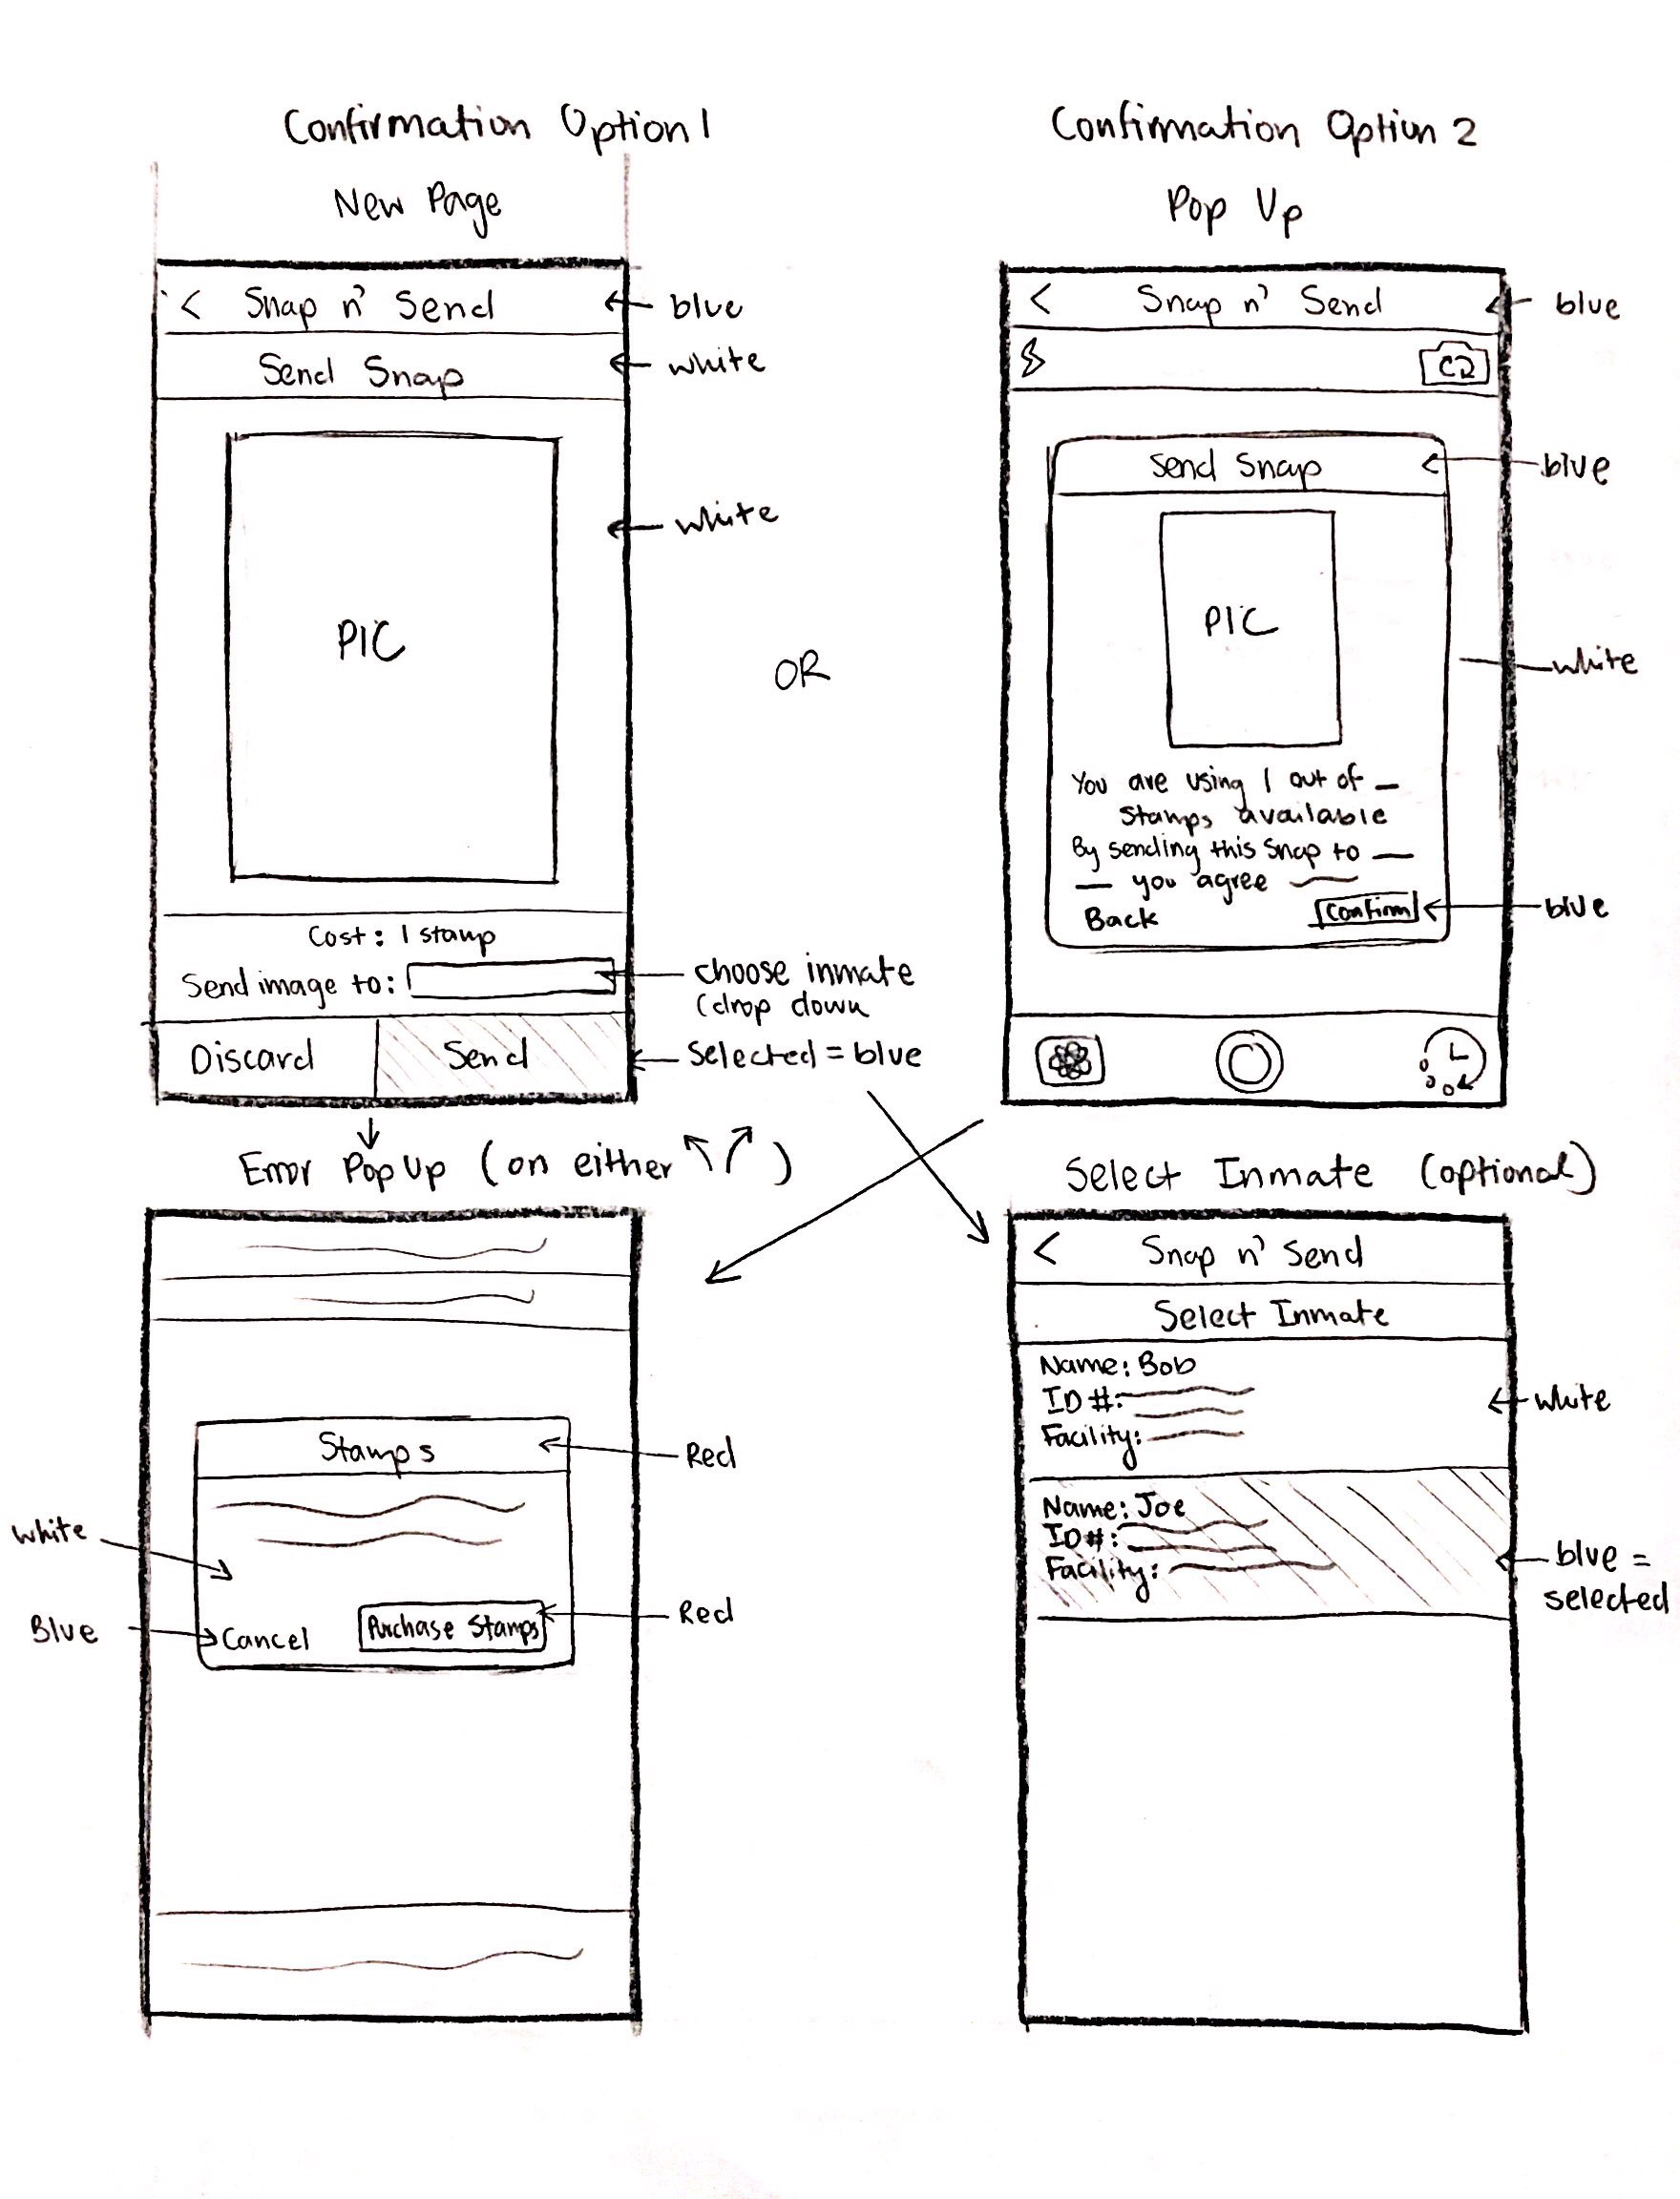 Confirmation Option 1
New Page
< Snap n' Send
blue
Send Snap
white
white
PIC
Cost: 1 stamp
Send image to:
choose inmate
(drop down
Discard
Send
Selected = blue
OR
Confirmation Option 2
Pop Up
< Snap n' Send
blue
Send Snap
blue
PIC
white
You are using 1 out of _
Stamps available
By sending this Snap to __
_ you agree
Back
Confirm
blue
Error Pop Up (on either )
Stamps
Red
white
Blue
Cancel
Purchase Stamps
Red
Select Inmate (optional)
< Snap n' Send
Select Inmate
Name: Bob
ID #:
Facility:
white
Name: Joe
ID#:
Facility:
blue =
selected